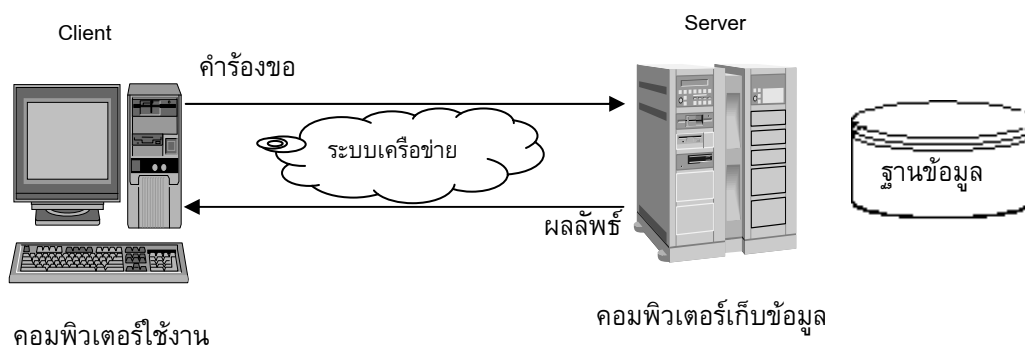 Client
Server
คำร้องขอ
ระบบเครือข่าย
ฐานข้อมูล
ผลลัพธ์
คอมพิวเตอร์ใช้งาน
คอมพิวเตอร์เก็บข้อมูล